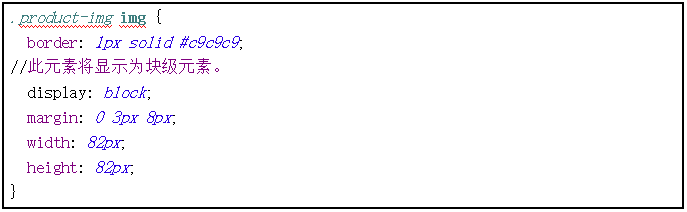 .product-img img {
border: 1px solid #c9c9c9;
//此元素将显示为块级元素。
display: block;
margin: 0 3px 8px;
width: 82px;
height: 82px;
}